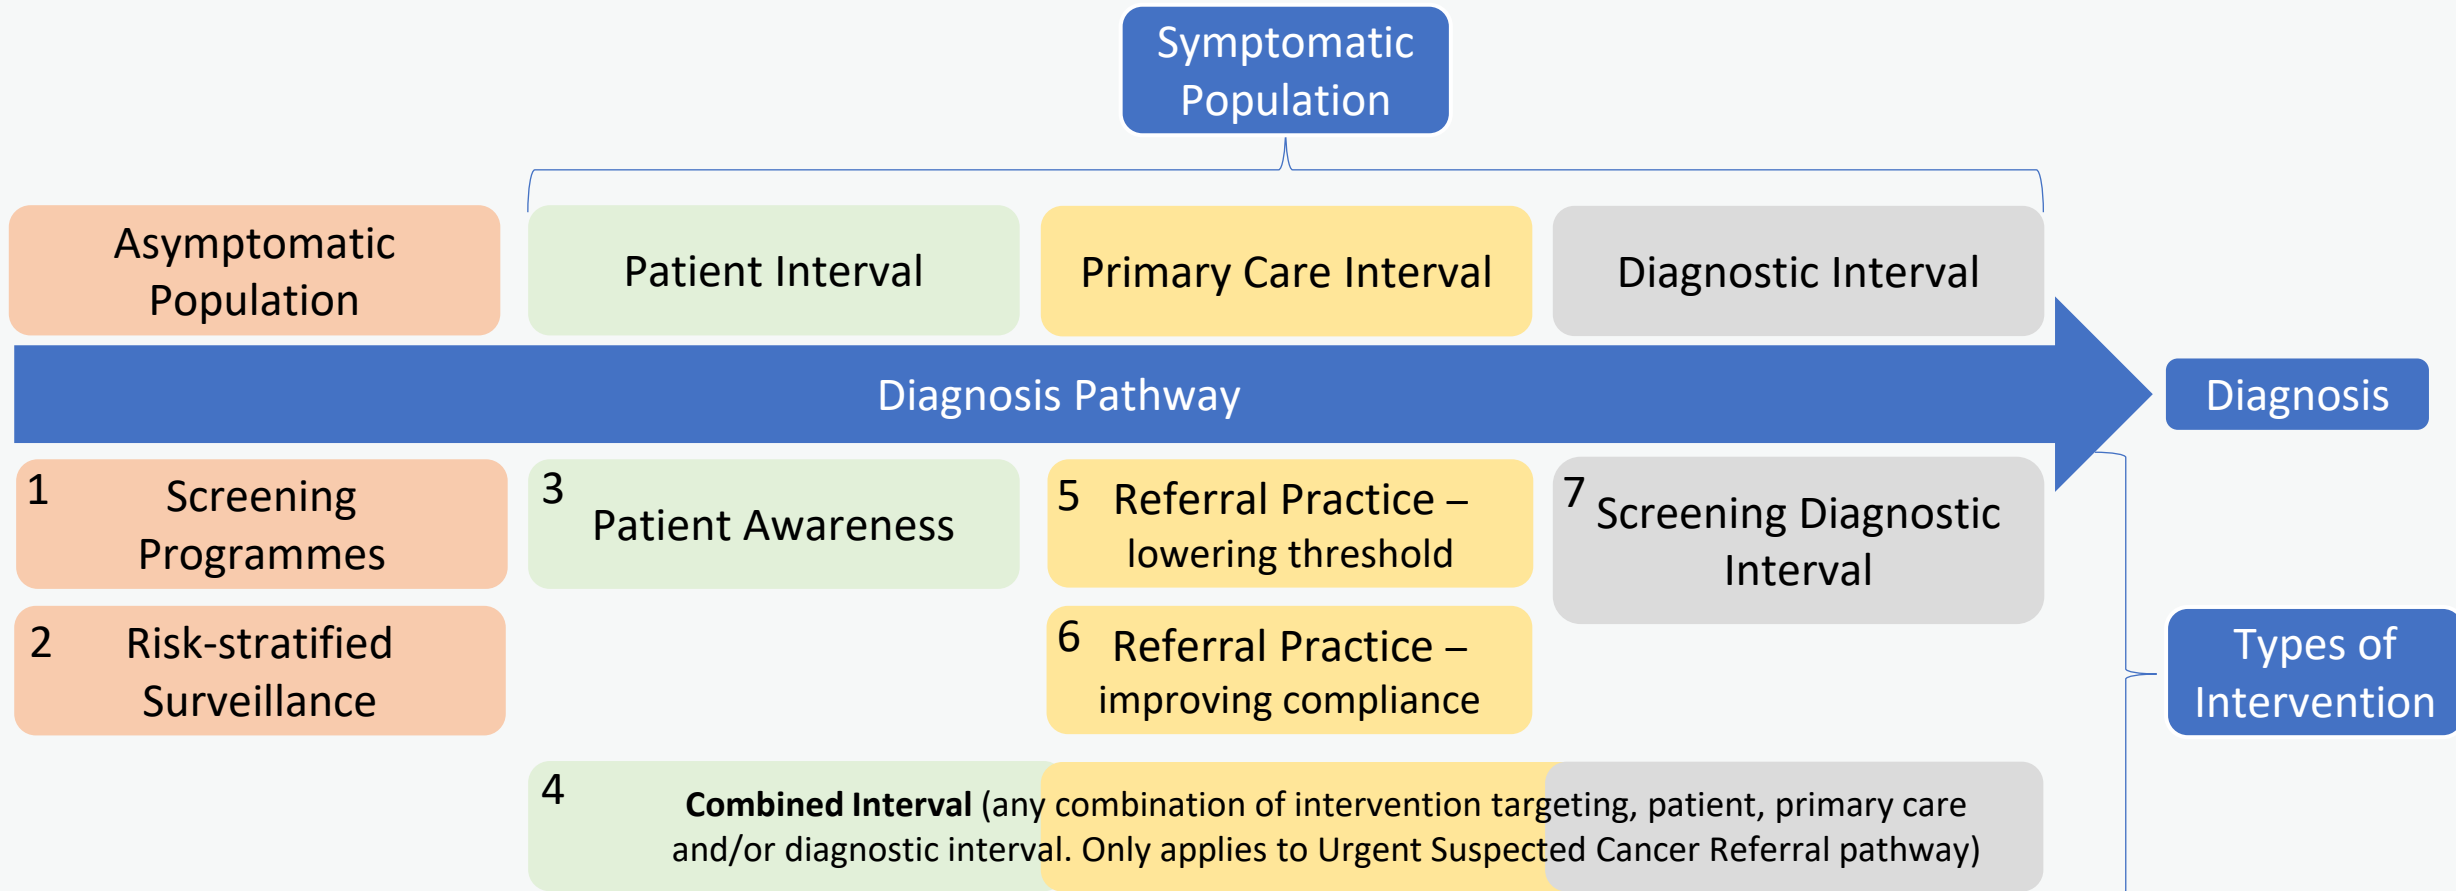 Symptomatic
Population
Asymptomatic
Population
Patient Interval
Primary Care Interval
Diagnostic Interval
Diagnosis Pathway
Diagnosis
1 Screening
Programmes
3
Patient Awareness
5 Referral Practice –
lowering threshold
7 Screening Diagnostic
Interval
2 Risk-stratified
Surveillance
6 Referral Practice –
improving compliance
Types of
Intervention
4
Combined Interval (any combination of intervention targeting, patient, primary care
and/or diagnostic interval. Only applies to Urgent Suspected Cancer Referral pathway)